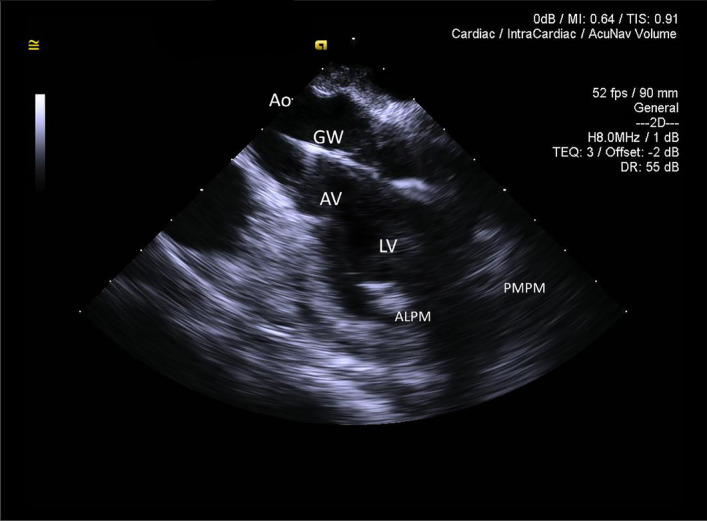 0dB / MI: 0.64 / TIS: 0.91
Cardiac / IntraCardiac / AcuNav Volume
52 fps / 90 mm
General
---2D---
H8.0MHz / 1 dB
TEQ: 3 / Offset: -2 dB
DR: 55 dB
Ao
GW
AV
LV
PMPM
ALPM